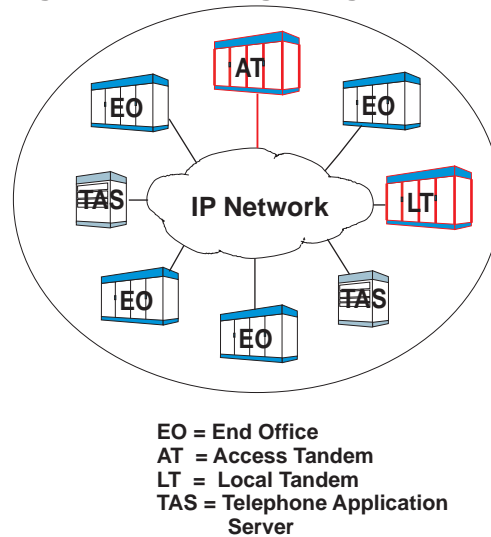 AT
EO
EO
TAS
IP Network
LT
EO
TAS
EO
EO = End Office
AT = Access Tandem
LT = Local Tandem
TAS = Telephone Application
Server